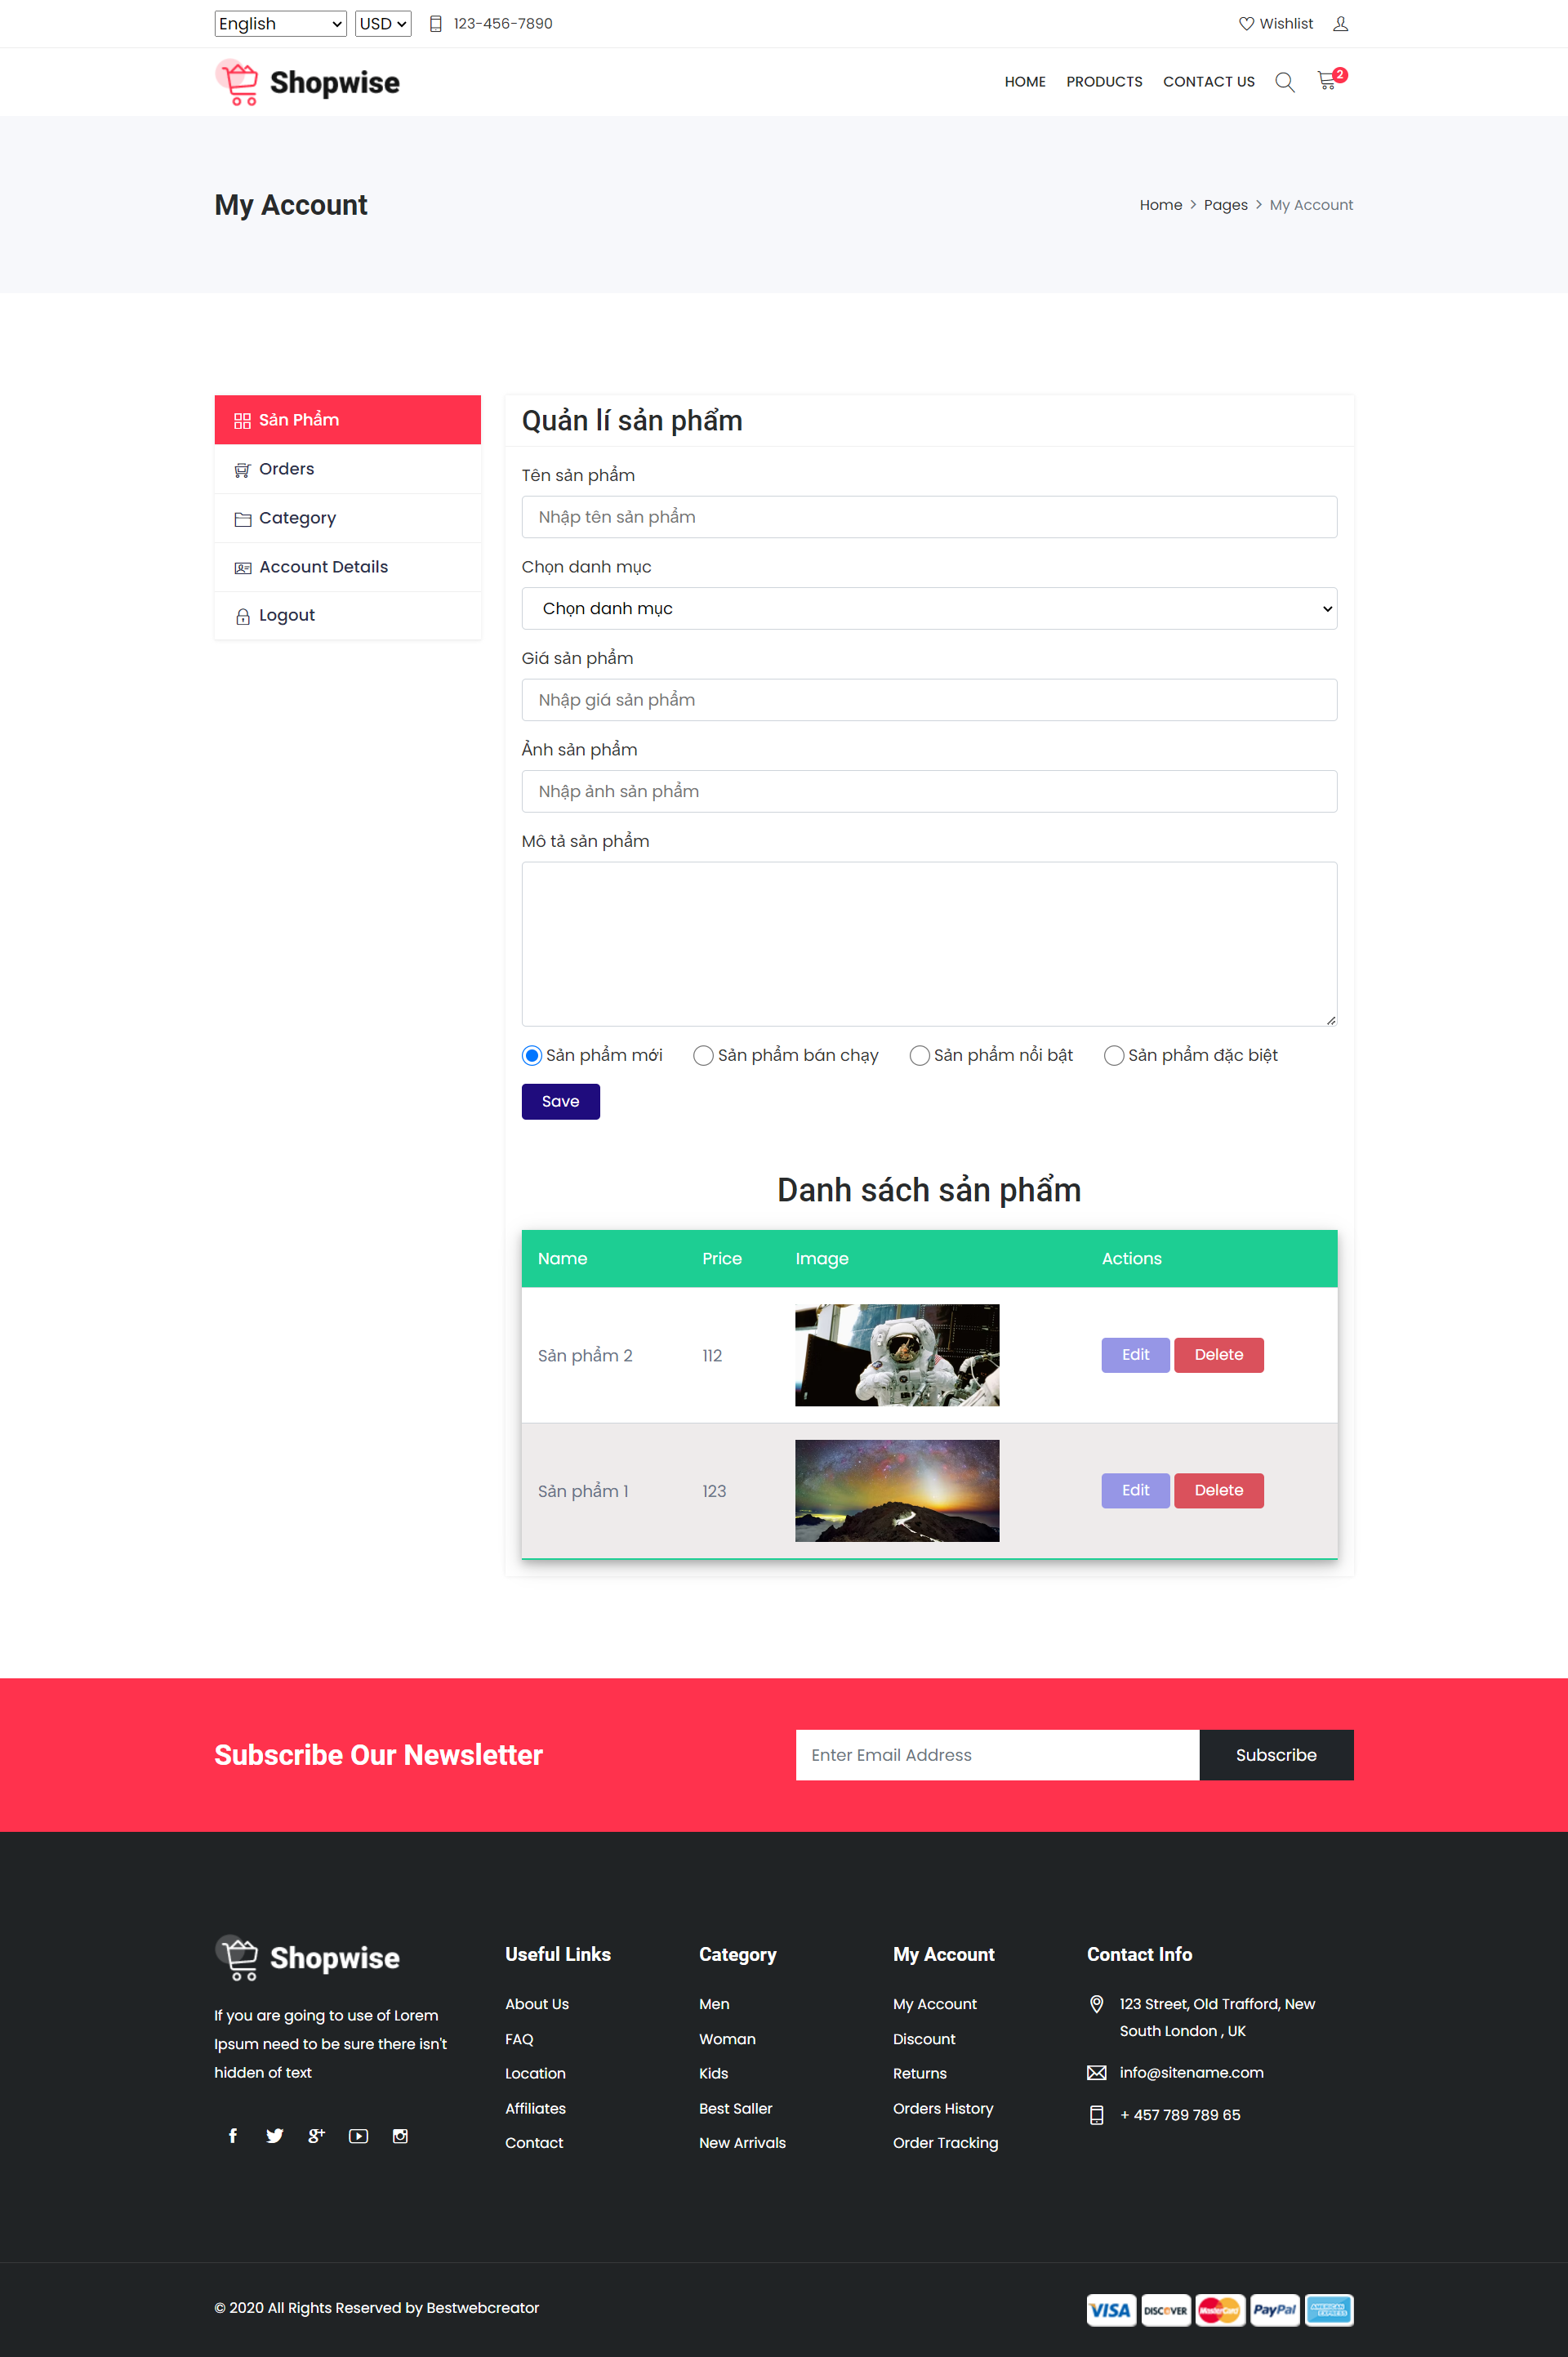 English USD 123-456-7890 Wishlist
Shopwise HOME PRODUCTS CONTACT US 2
My Account Home > Pages > My Account
Sản Phẩm
Orders
Category
Account Details
Logout
Quản lí sản phẩm
Tên sản phẩm
Nhập tên sản phẩm
Chọn danh mục
Chọn danh mục
Giá sản phẩm
Nhập giá sản phẩm
Ảnh sản phẩm
Nhập ảnh sản phẩm
Mô tả sản phẩm
Sản phẩm mới Sản phẩm bán chạy Sản phẩm nổi bật Sản phẩm đặc biệt
Save
Danh sách sản phẩm
Name Price Image Actions
Sản phẩm 2 112 Edit Delete
Sản phẩm 1 123 Edit Delete
Subscribe Our Newsletter Enter Email Address Subscribe
Shopwise
If you are going to use of Lorem
Ipsum need to be sure there isn't
hidden of text
Useful Links
About Us
FAQ
Location
Affiliates
Contact
Category
Men
Woman
Kids
Best Saller
New Arrivals
My Account
My Account
Discount
Returns
Orders History
Order Tracking
Contact Info
123 Street, Old Trafford, New
South London , UK
info@sitename.com
+ 457 789 789 65
© 2020 All Rights Reserved by Bestwebcreator
VISA DISCOVER MasterCard PayPal AMERICAN EXPRESS